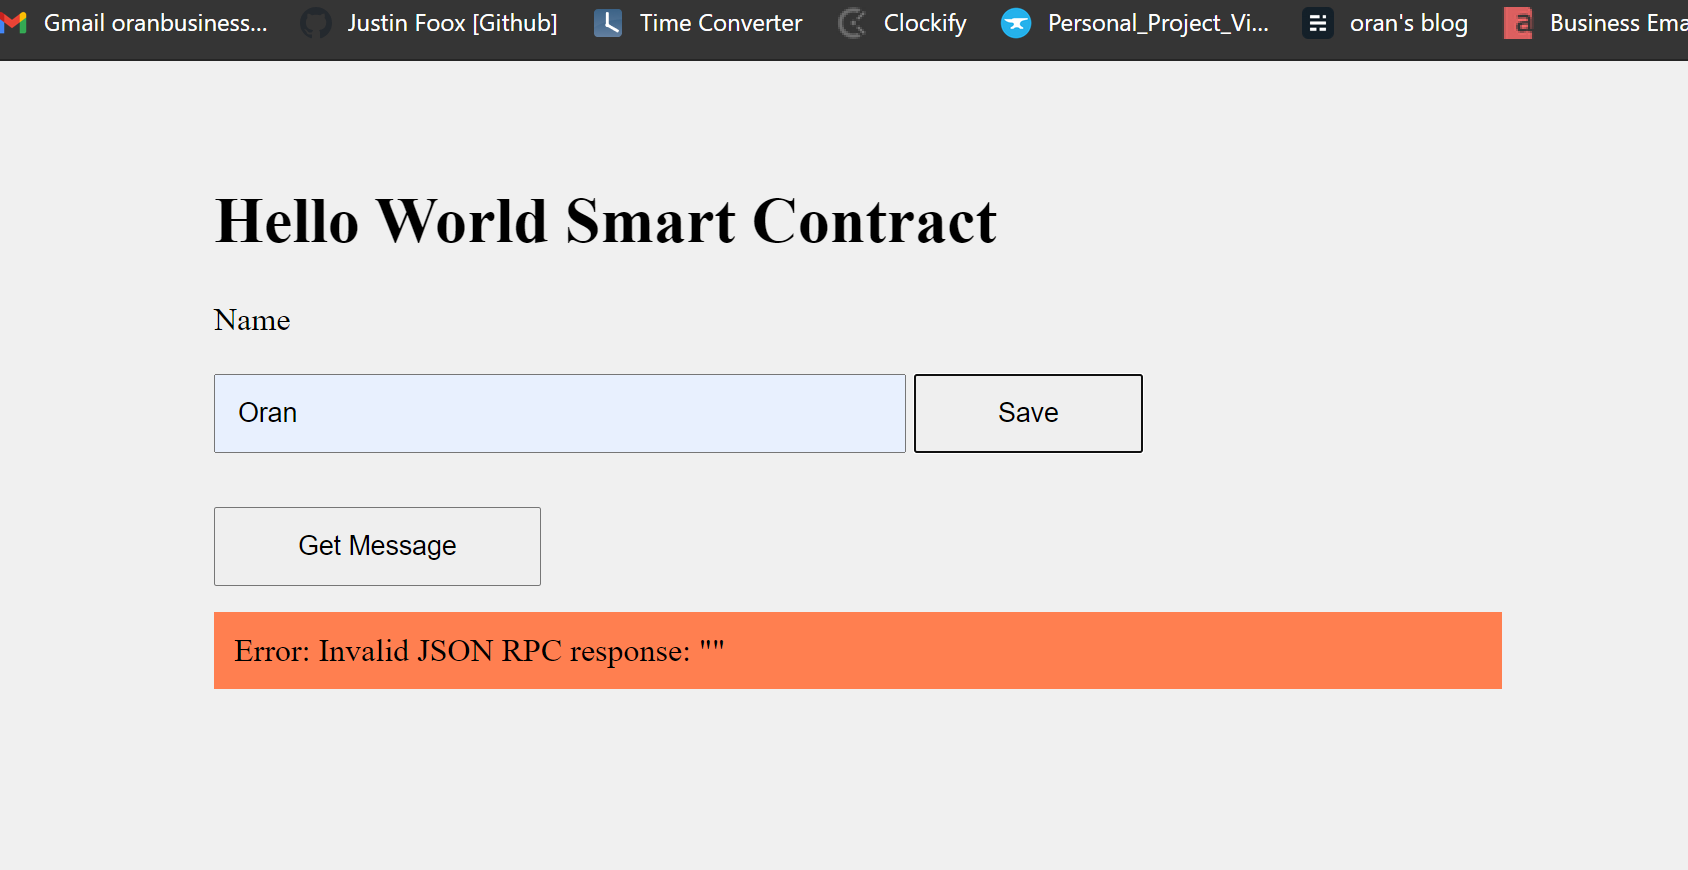 Gmail oranbusiness... Justin Foox [Github] Time Converter Clockify Personal_Project_Vi... oran's blog Business Ema
Hello World Smart Contract
Name
Oran Save
Get Message
Error: Invalid JSON RPC response: ""